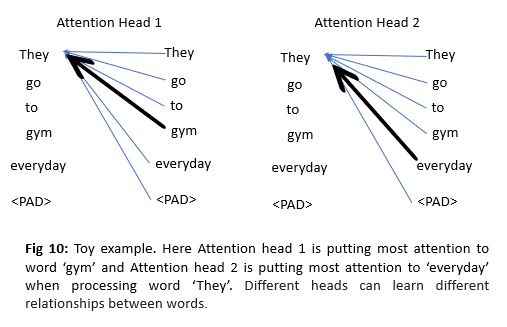 Attention Head 1
Attention Head 2
They They
go go
to to
gym gym
everyday everyday
<PAD> <PAD>
They They
go go
to to
gym gym
everyday everyday
<PAD> <PAD>
Fig 10: Toy example. Here Attention head 1 is putting most attention to
word ‘gym’ and Attention head 2 is putting most attention to ‘everyday’
when processing word ‘They’. Different heads can learn different
relationships between words.